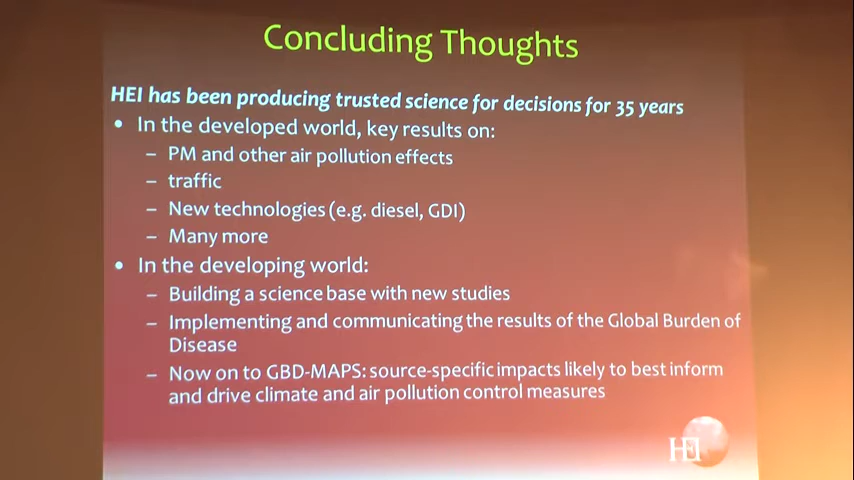 Concluding Thoughts
HEI has been producing trusted science for decisions for 35 years
• In the developed world, key results on:
– PM and other air pollution effects
– traffic
– New technologies (e.g. diesel, GDI)
– Many more
• In the developing world:
– Building a science base with new studies
– Implementing and communicating the results of the Global Burden of
Disease
– Now on to GBD-MAPS: source-specific impacts likely to best inform
and drive climate and air pollution control measures
HEI